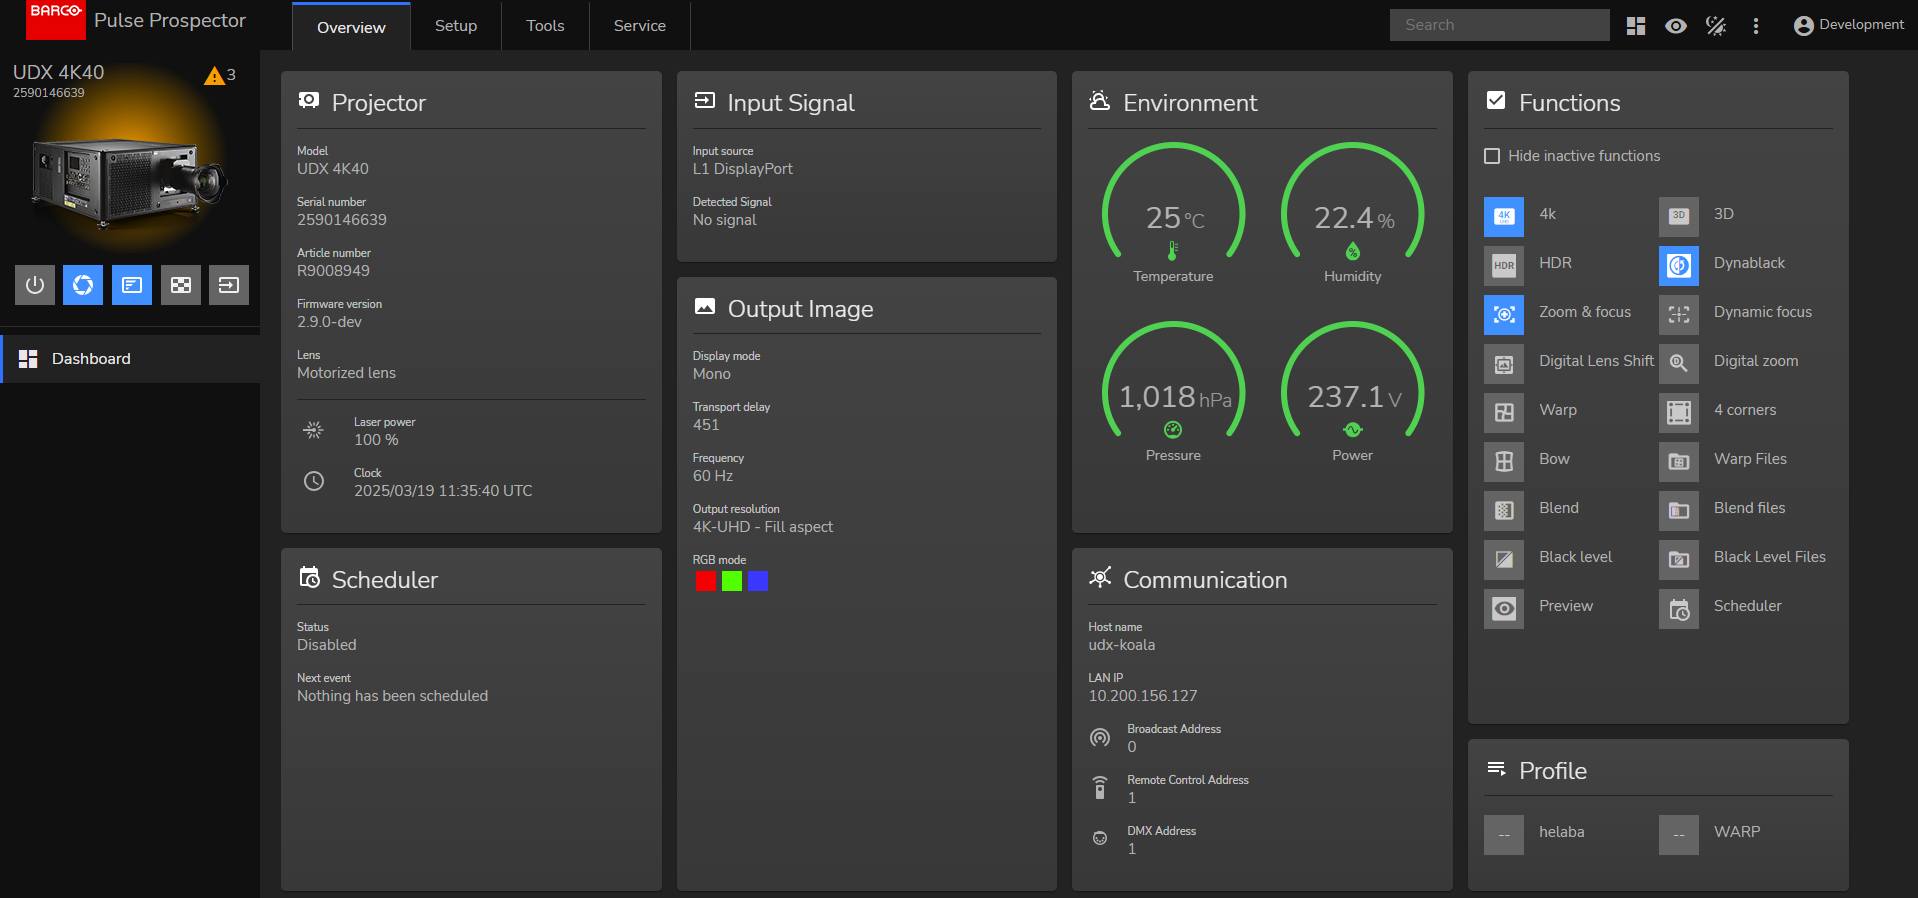 BARCO
Pulse Prospector
Overview
Setup
Tools
Service
Search
Development
UDX 4K40
2590146639
3
Dashboard
Projector
Model
UDX 4K40
Serial number
2590146639
Article number
R9008949
Firmware version
2.9.0-dev
Lens
Motorized lens
Laser power
100 %
Clock
2025/03/19 11:35:40 UTC
Scheduler
Status
Disabled
Next event
Nothing has been scheduled
Input Signal
Input source
L1 DisplayPort
Detected Signal
No signal
Output Image
Display mode
Mono
Transport delay
451
Frequency
60 Hz
Output resolution
4K-UHD - Fill aspect
RGB mode
Environment
25 °C
Temperature
22.4 %
%
Humidity
1,018 hPa
Pressure
237.1 V
Power
Communication
Host name
udx-koala
LAN IP
10.200.156.127
Broadcast Address
0
Remote Control Address
1
DMX Address
1
Functions
Hide inactive functions
4K
UHD
4k
3D
3D
HDR
HDR
Dynablack
Zoom & focus
Dynamic focus
Digital Lens Shift
D
Digital zoom
Warp
4 corners
Bow
Warp Files
Blend
Blend files
Black level
Black Level Files
Preview
Scheduler
Profile
--
helaba
--
WARP